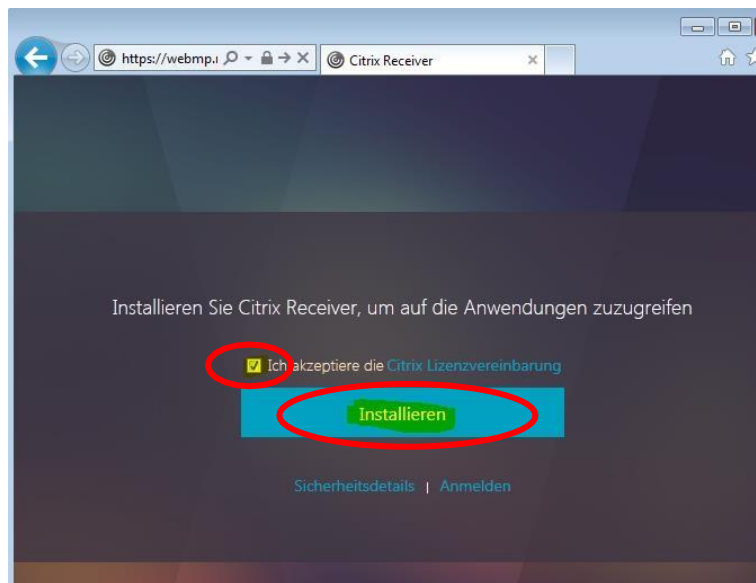 https://webmp.
Citrix Receiver
Installieren Sie Citrix Receiver, um auf die Anwendungen zuzugreifen
Ich akzeptiere die Citrix Lizenzvereinbarung
Installieren
Sicherheitsdetails | Anmelden